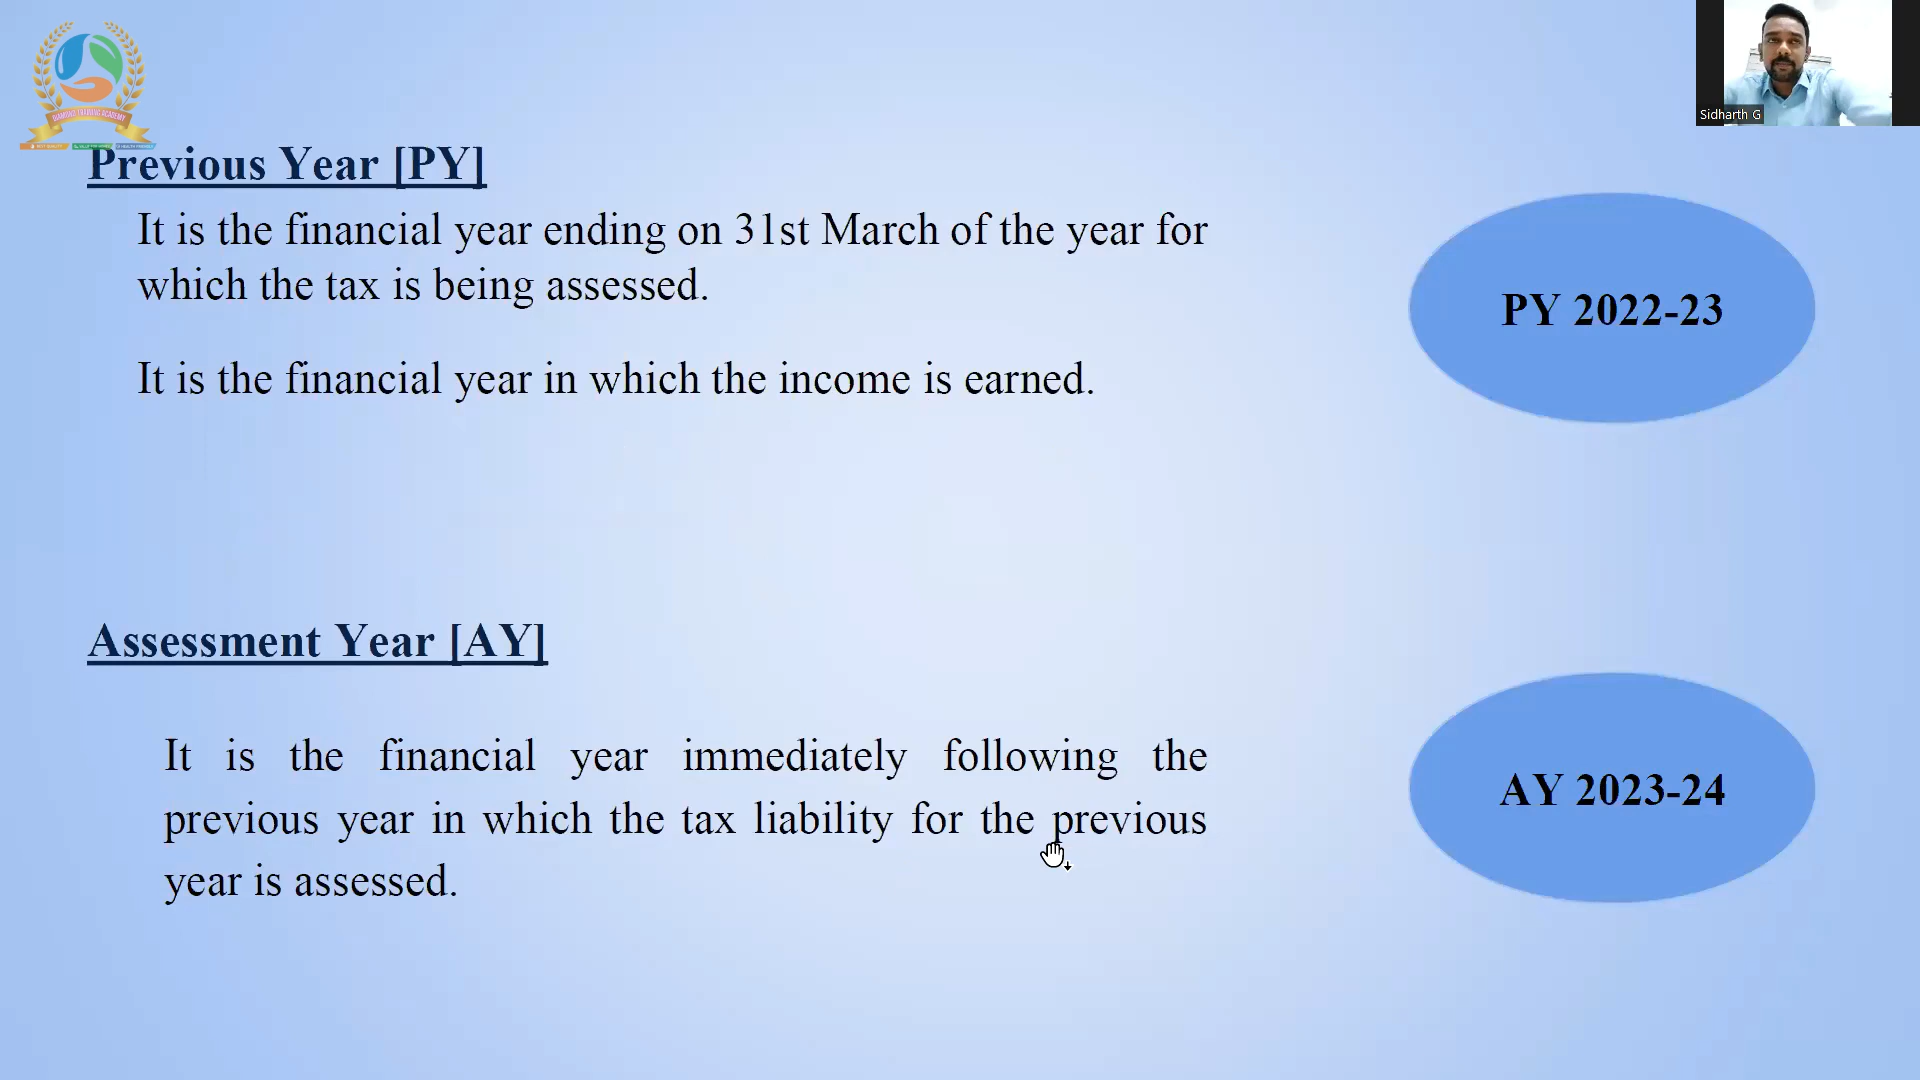 DIAMOND TRAINING ACADEMY
Sidharth G
Previous Year [PY]
It is the financial year ending on 31st March of the year for
which the tax is being assessed.
It is the financial year in which the income is earned.
PY 2022-23
Assessment Year [AY]
It is the financial year immediately following the
previous year in which the tax liability for the previous
year is assessed.
AY 2023-24